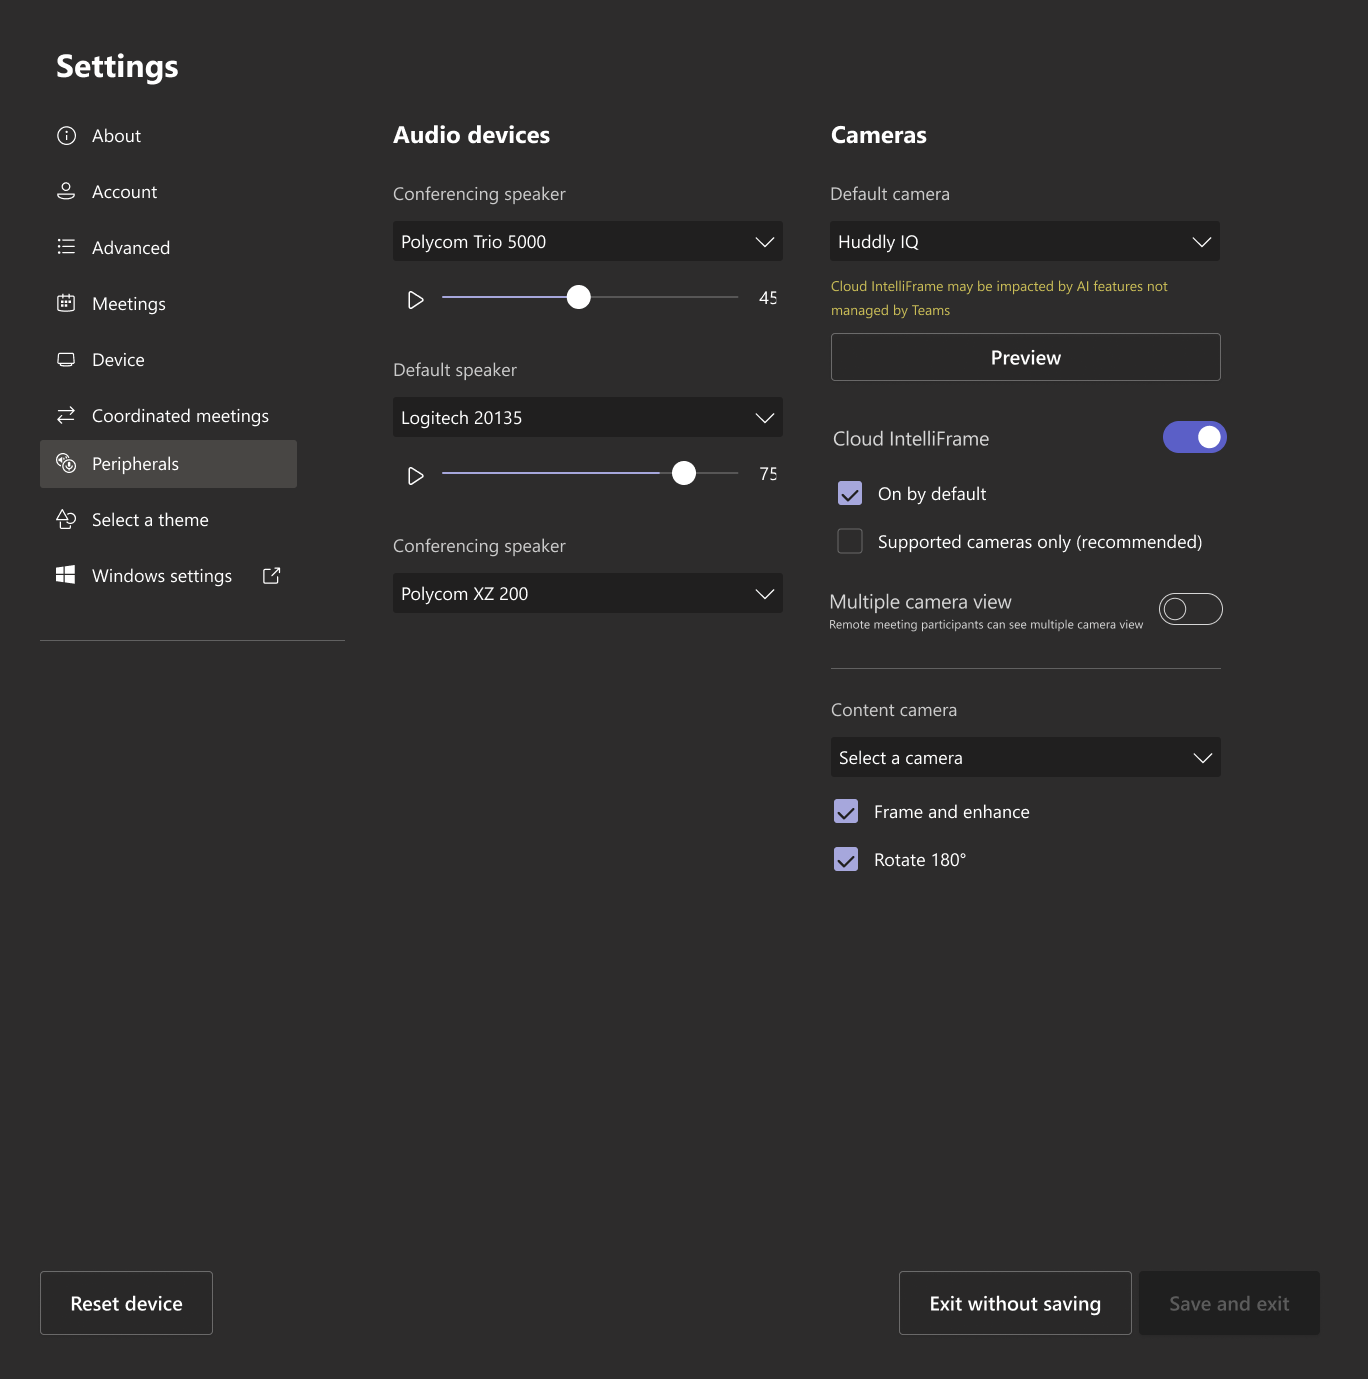 Settings
About
Account
Advanced
Meetings
Device
Coordinated meetings
Peripherals
Select a theme
Windows settings
Audio devices
Conferencing speaker
Polycom Trio 5000
45
Default speaker
Logitech 20135
75
Conferencing speaker
Polycom XZ 200
Cameras
Default camera
Huddly IQ
Cloud IntelliFrame may be impacted by AI features not
managed by Teams
Preview
Cloud IntelliFrame
On by default
Supported cameras only (recommended)
Multiple camera view
Remote meeting participants can see multiple camera view
Content camera
Select a camera
Frame and enhance
Rotate 180°
Reset device
Exit without saving
Save and exit